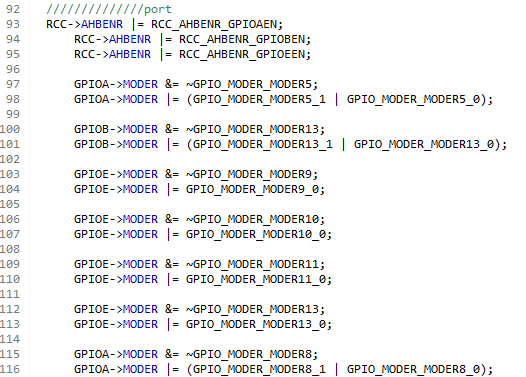 92 //////////////port
93 RCC->AHBENR |= RCC_AHBENR_GPIOAEN;
94 RCC->AHBENR |= RCC_AHBENR_GPIOBEN;
95 RCC->AHBENR |= RCC_AHBENR_GPIOEEN;
96
97 GPIOA->MODER &= ~GPIO_MODER_MODER5;
98 GPIOA->MODER |= (GPIO_MODER_MODER5_1 | GPIO_MODER_MODER5_0);
99
100 GPIOB->MODER &= ~GPIO_MODER_MODER13;
101 GPIOB->MODER |= (GPIO_MODER_MODER13_1 | GPIO_MODER_MODER13_0);
102
103 GPIOE->MODER &= ~GPIO_MODER_MODER9;
104 GPIOE->MODER |= GPIO_MODER_MODER9_0;
105
106 GPIOE->MODER &= ~GPIO_MODER_MODER10;
107 GPIOE->MODER |= GPIO_MODER_MODER10_0;
108
109 GPIOE->MODER &= ~GPIO_MODER_MODER11;
110 GPIOE->MODER |= GPIO_MODER_MODER11_0;
111
112 GPIOE->MODER &= ~GPIO_MODER_MODER13;
113 GPIOE->MODER |= GPIO_MODER_MODER13_0;
114
115 GPIOA->MODER &= ~GPIO_MODER_MODER8;
116 GPIOA->MODER |= (GPIO_MODER_MODER8_1 | GPIO_MODER_MODER8_0);